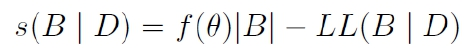 s(B | D) = f(θ)|B| − LL(B | D)